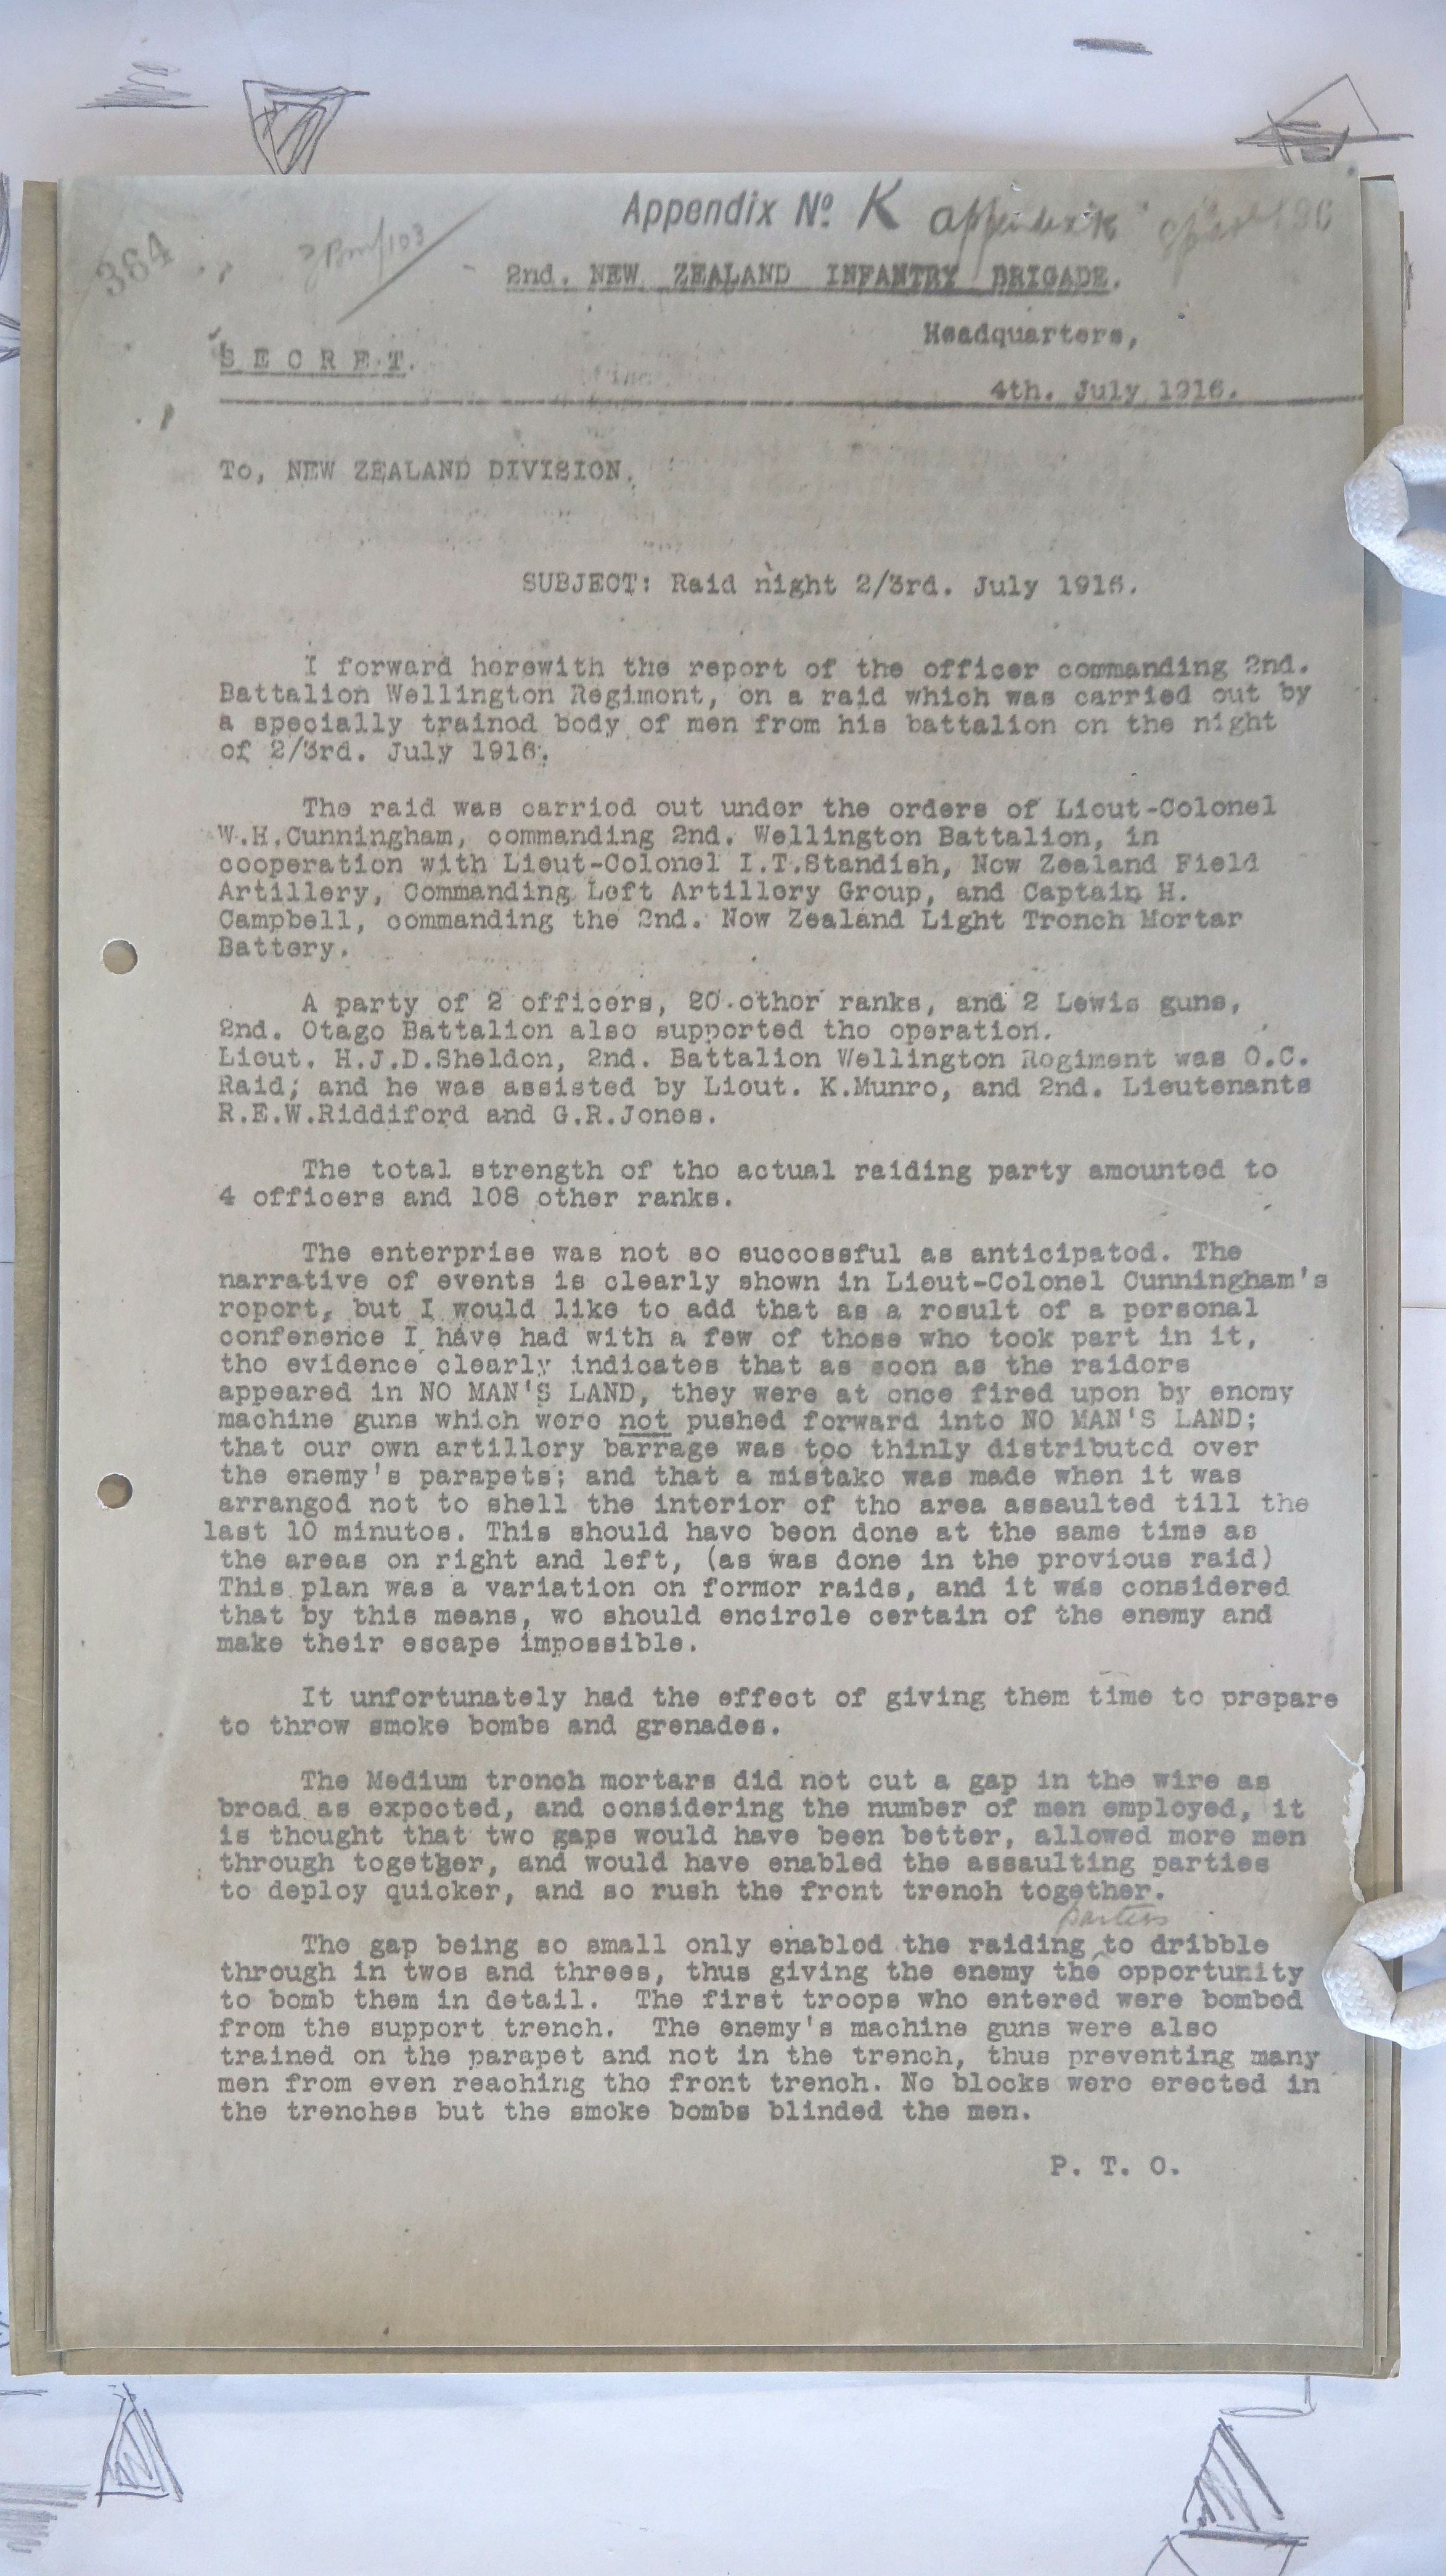 Appendix No K appendix K
364
2nd. NEW ZEALAND INFANTRY BRIGADE.
Headquarters,
SECRET.
4th. July 1916.
To, NEW ZEALAND DIVISION.
SUBJECT: Raid night 2/3rd. July 1916.
I forward herewith the report of the officer commanding 2nd.
Battalion Wellington Regiment, on a raid which was carried out by
a specially trained body of men from his battalion on the night
of 2/3rd. July 1916.
The raid was carried out under the orders of Lieut-Colonel
W.H.Cunningham, commanding 2nd. Wellington Battalion, in
cooperation with Lieut-Colonel I.T.Standish, New Zealand Field
Artillery, Commanding Left Artillery Group, and Captain H.
Campbell, commanding the 2nd. New Zealand Light Trench Mortar
Battery.
A party of 2 officers, 20 other ranks, and 2 Lewis guns,
2nd. Otago Battalion also supported the operation.
Lieut. H.J.D.Sheldon, 2nd. Battalion Wellington Regiment was O.C.
Raid; and he was assisted by Lieut. K.Munro, and 2nd. Lieutenants
R.E.W.Riddiford and G.R.Jones.
The total strength of the actual raiding party amounted to
4 officers and 108 other ranks.
The enterprise was not so successful as anticipated. The
narrative of events is clearly shown in Lieut-Colonel Cunningham's
report, but I would like to add that as a result of a personal
conference I have had with a few of those who took part in it,
the evidence clearly indicates that as soon as the raiders
appeared in NO MAN'S LAND, they were at once fired upon by enemy
machine guns which were not pushed forward into NO MAN'S LAND;
that our own artillery barrage was too thinly distributed over
the enemy's parapets; and that a mistake was made when it was
arranged not to shell the interior of the area assaulted till the
last 10 minutes. This should have been done at the same time as
the areas on right and left, (as was done in the previous raid)
This plan was a variation on former raids, and it was considered
that by this means, we should encircle certain of the enemy and
make their escape impossible.
It unfortunately had the effect of giving them time to prepare
to throw smoke bombs and grenades.
The Medium trench mortars did not cut a gap in the wire as
broad as expected, and considering the number of men employed, it
is thought that two gaps would have been better, allowed more men
through together, and would have enabled the assaulting parties
to deploy quicker, and so rush the front trench together.
parties
The gap being so small only enabled the raiding to dribble
through in twos and threes, thus giving the enemy the opportunity
to bomb them in detail. The first troops who entered were bombed
from the support trench. The enemy's machine guns were also
trained on the parapet and not in the trench, thus preventing many
men from even reaching the front trench. No blocks were erected in
the trenches but the smoke bombs blinded the men.
P. T. O.